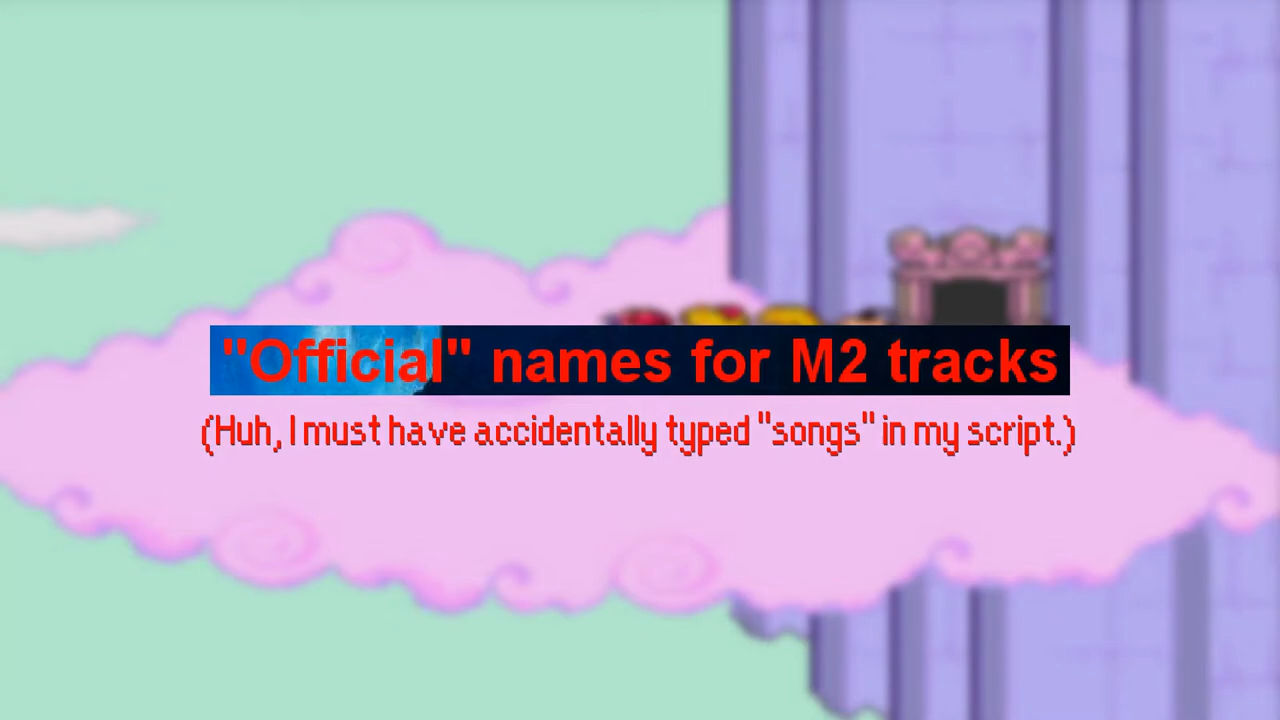 "Official" names for M2 tracks
(Huh, I must have accidentally typed "songs" in my script.)